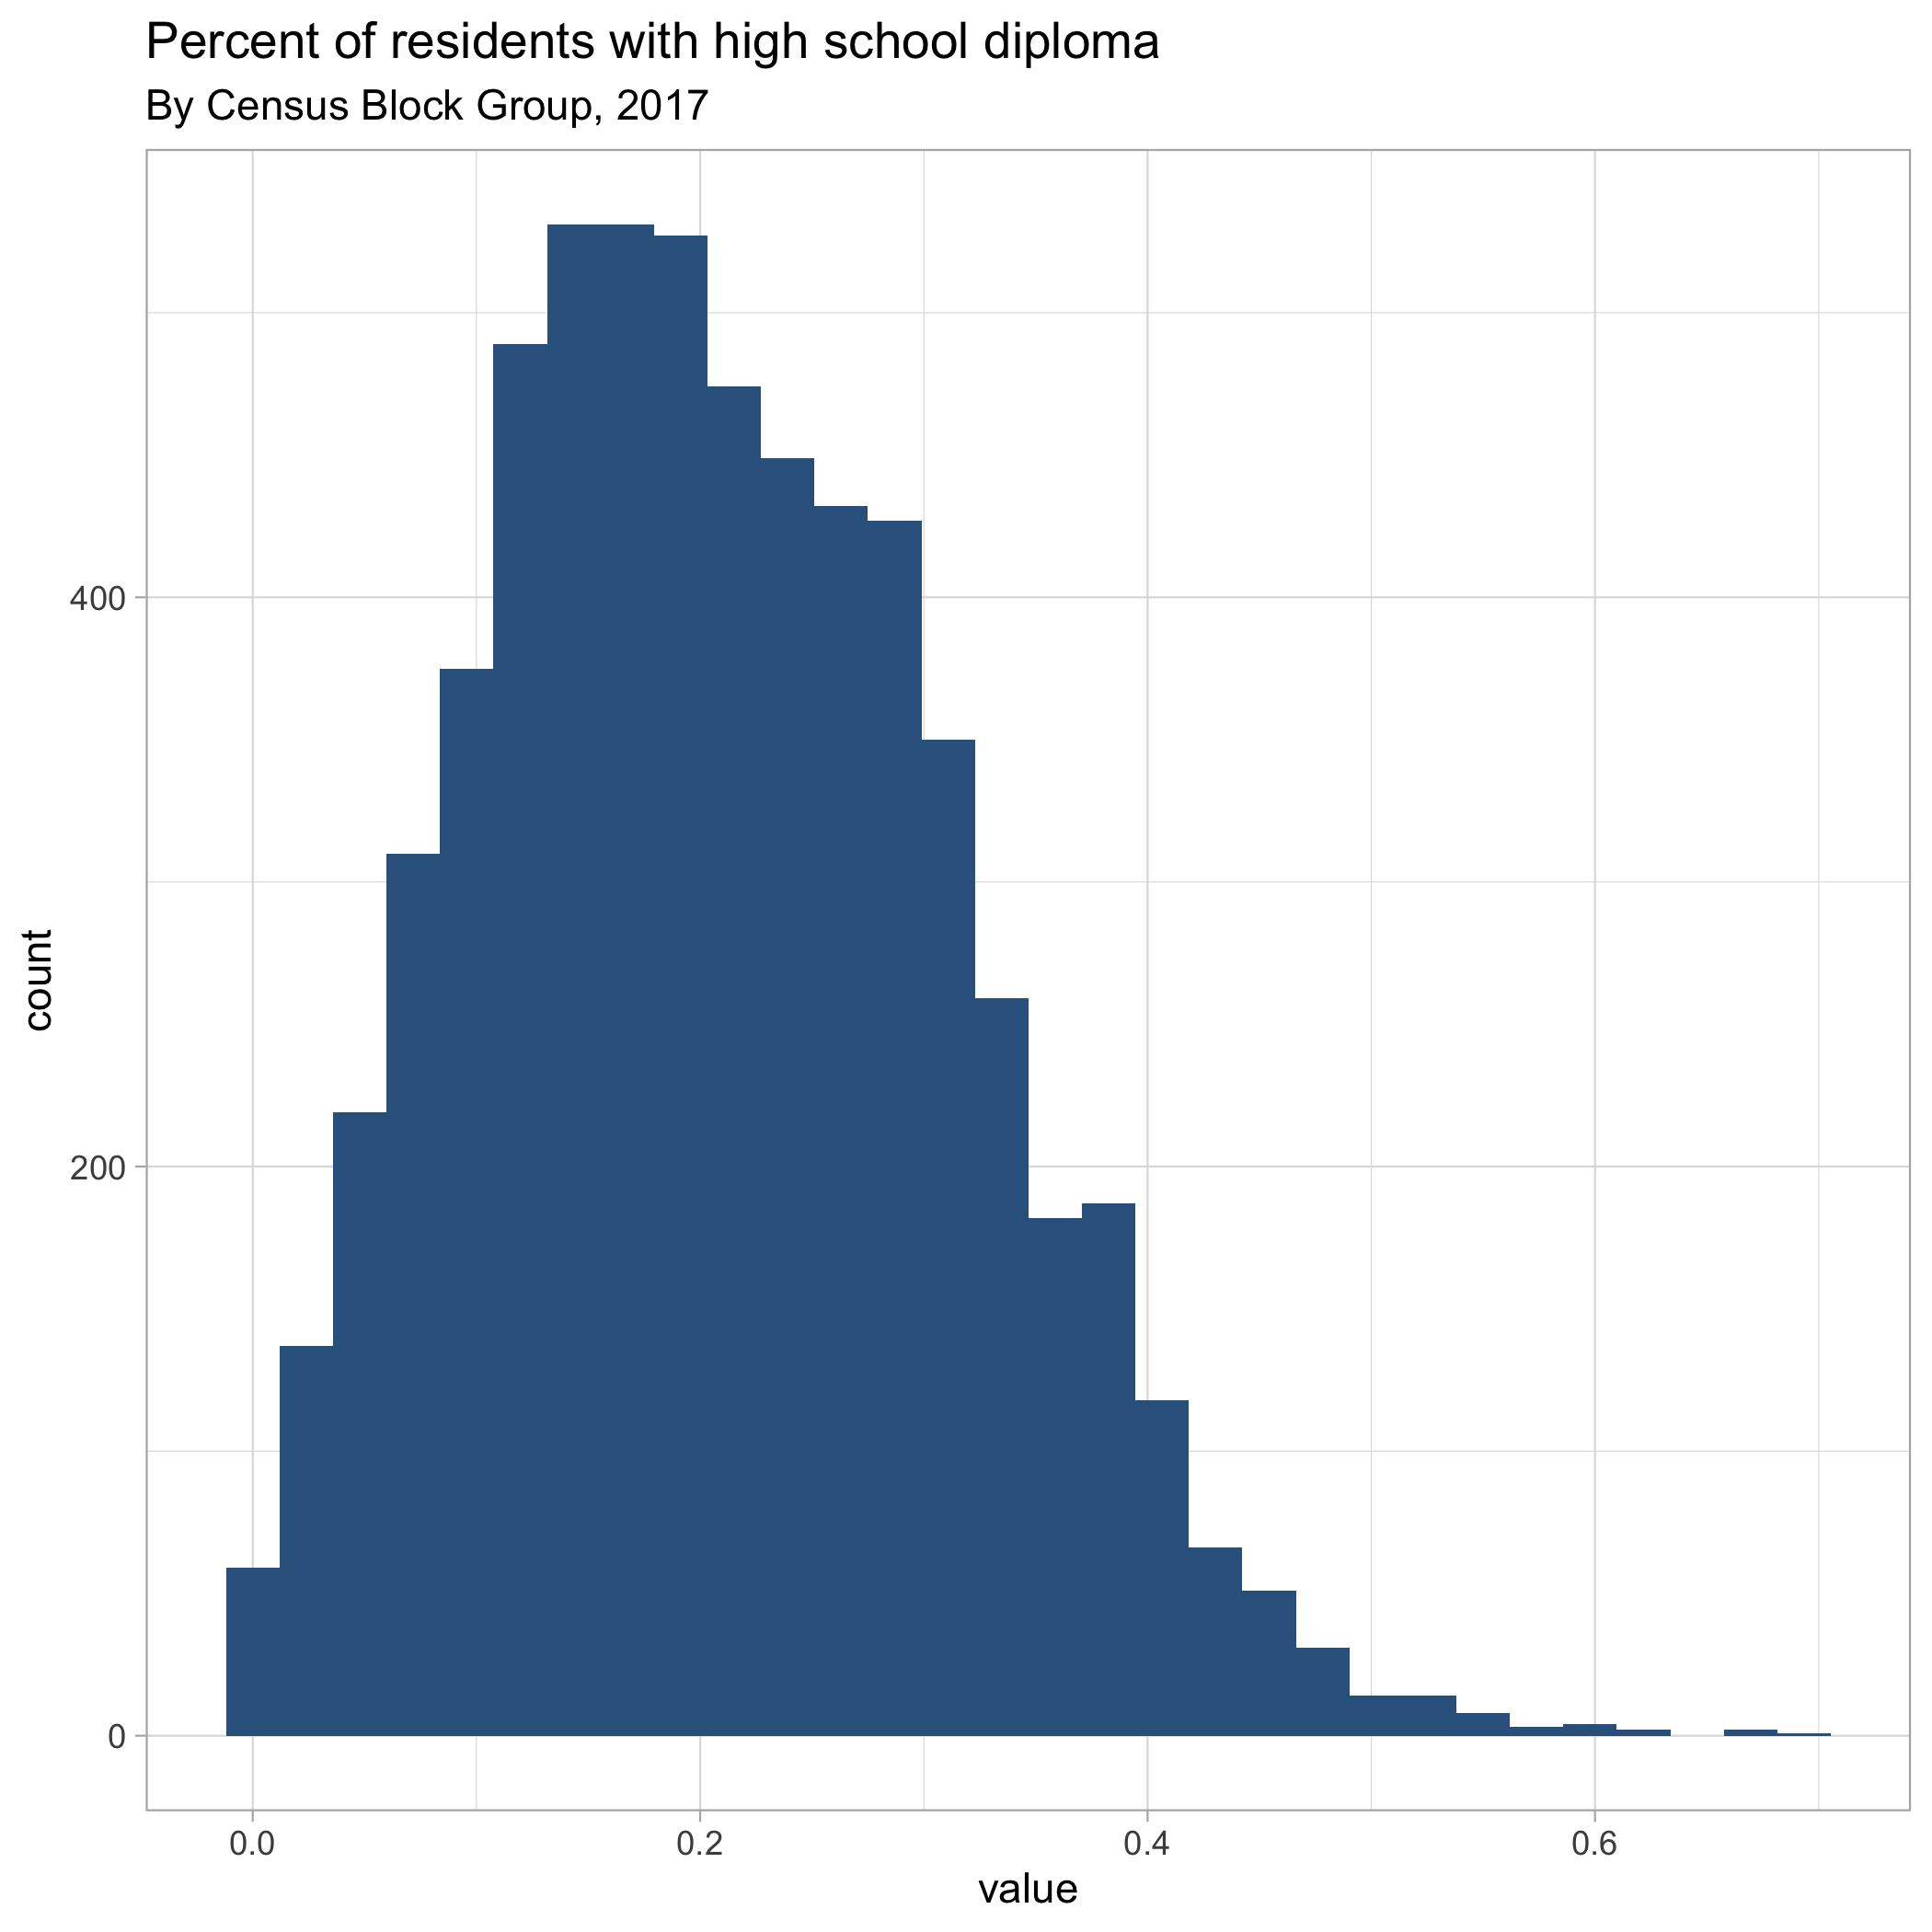 Percent of residents with high school diploma
By Census Block Group, 2017
count
400
200
0
0.0 0.2 0.4 0.6
value